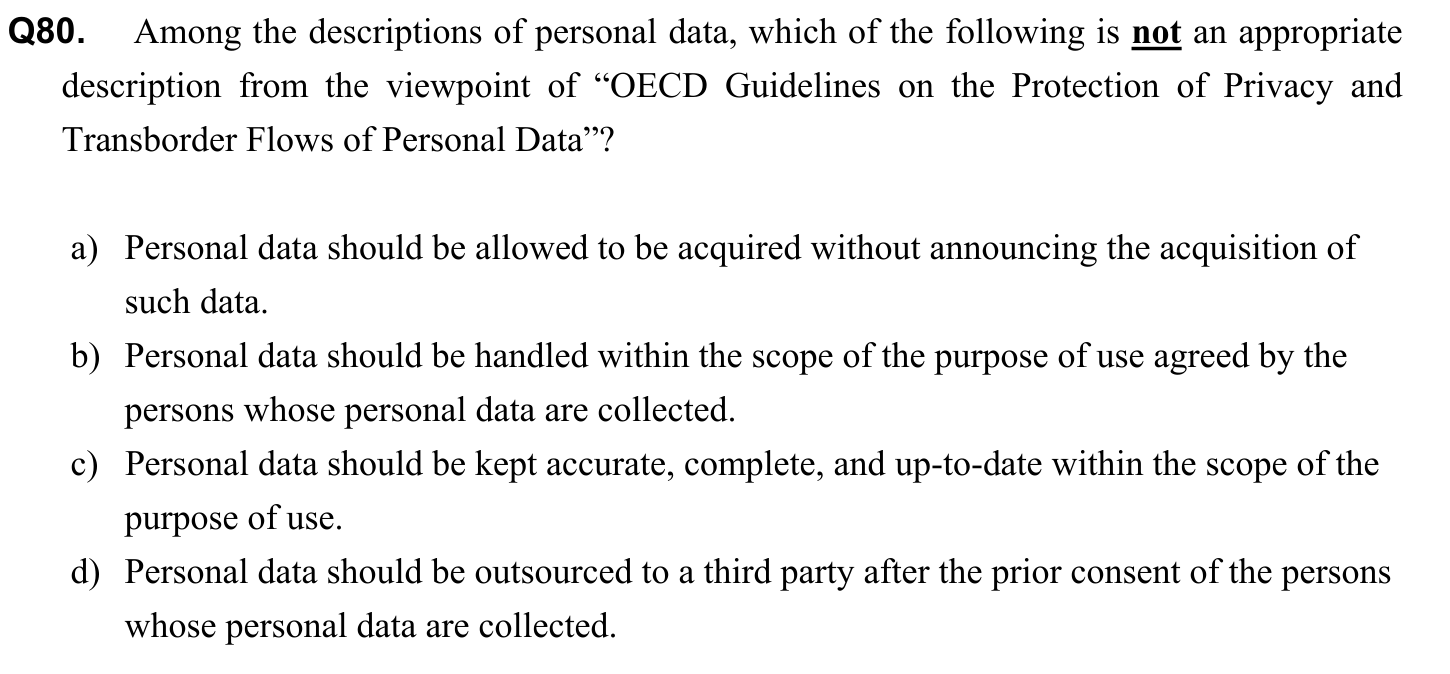 Q80. Among the descriptions of personal data, which of the following is not an appropriate
description from the viewpoint of “OECD Guidelines on the Protection of Privacy and
Transborder Flows of Personal Data”?
a) Personal data should be allowed to be acquired without announcing the acquisition of
such data.
b) Personal data should be handled within the scope of the purpose of use agreed by the
persons whose personal data are collected.
c) Personal data should be kept accurate, complete, and up-to-date within the scope of the
purpose of use.
d) Personal data should be outsourced to a third party after the prior consent of the persons
whose personal data are collected.